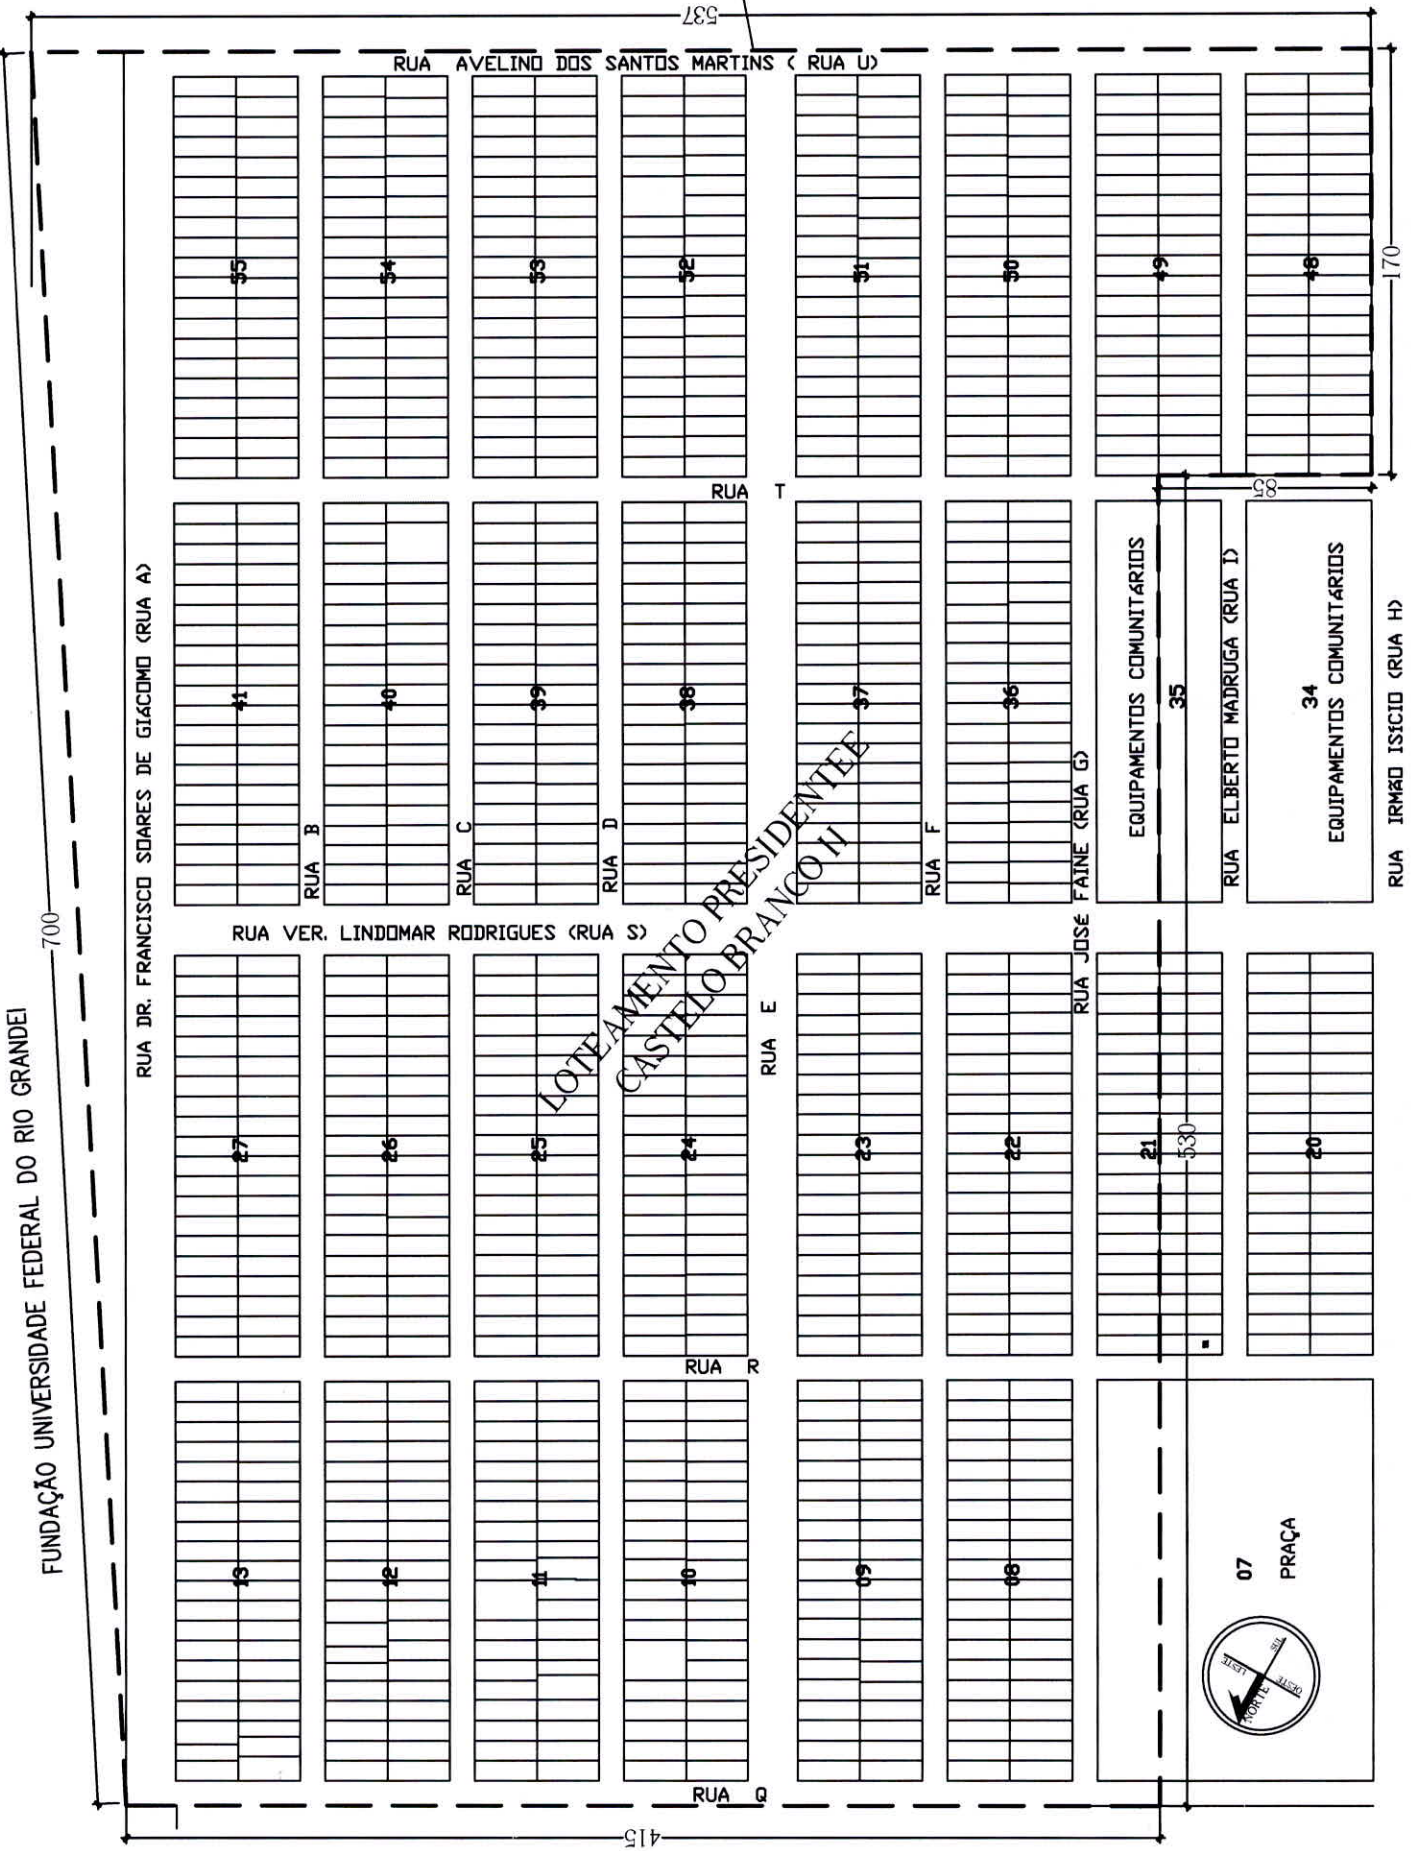 537
RUA AVELINO DOS SANTOS MARTINS ( RUA U)
55
54
53
52
51
50
49
48
170
RUA T
85
700
FUNDAÇÃO UNIVERSIDADE FEDERAL DO RIO GRANDEI
RUA DR. FRANCISCO SOARES DE GIÁCOMO (RUA A)
41
40
39
38
37
36
EQUIPAMENTOS COMUNITÁRIOS
35
34
EQUIPAMENTOS COMUNITÁRIOS
RUA B
RUA C
RUA D
RUA F
RUA JOSÉ FAINE (RUA G)
RUA ELBERTO MADRUGA (RUA I)
RUA IRMÃO ISÍCIO (RUA H)
RUA VER. LINDOMAR RODRIGUES (RUA S)
LOTEAMENTO PRESIDENTEE
CASTELO BRANCO II
RUA E
27
26
25
24
23
22
21
530
20
RUA R
13
12
11
10
09
08
07
PRAÇA
LESTE
SUL
NORTE
OESTE
RUA Q
415